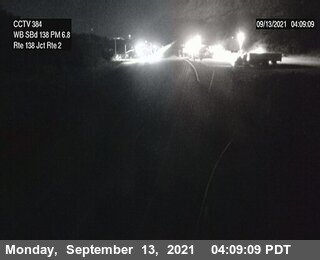 CCTV 384
WB SBd 138 PM 6.8
Rte 138 Jct Rte 2
09/13/2021 04:09:09
Monday, September 13, 2021 04:09:09 PDT